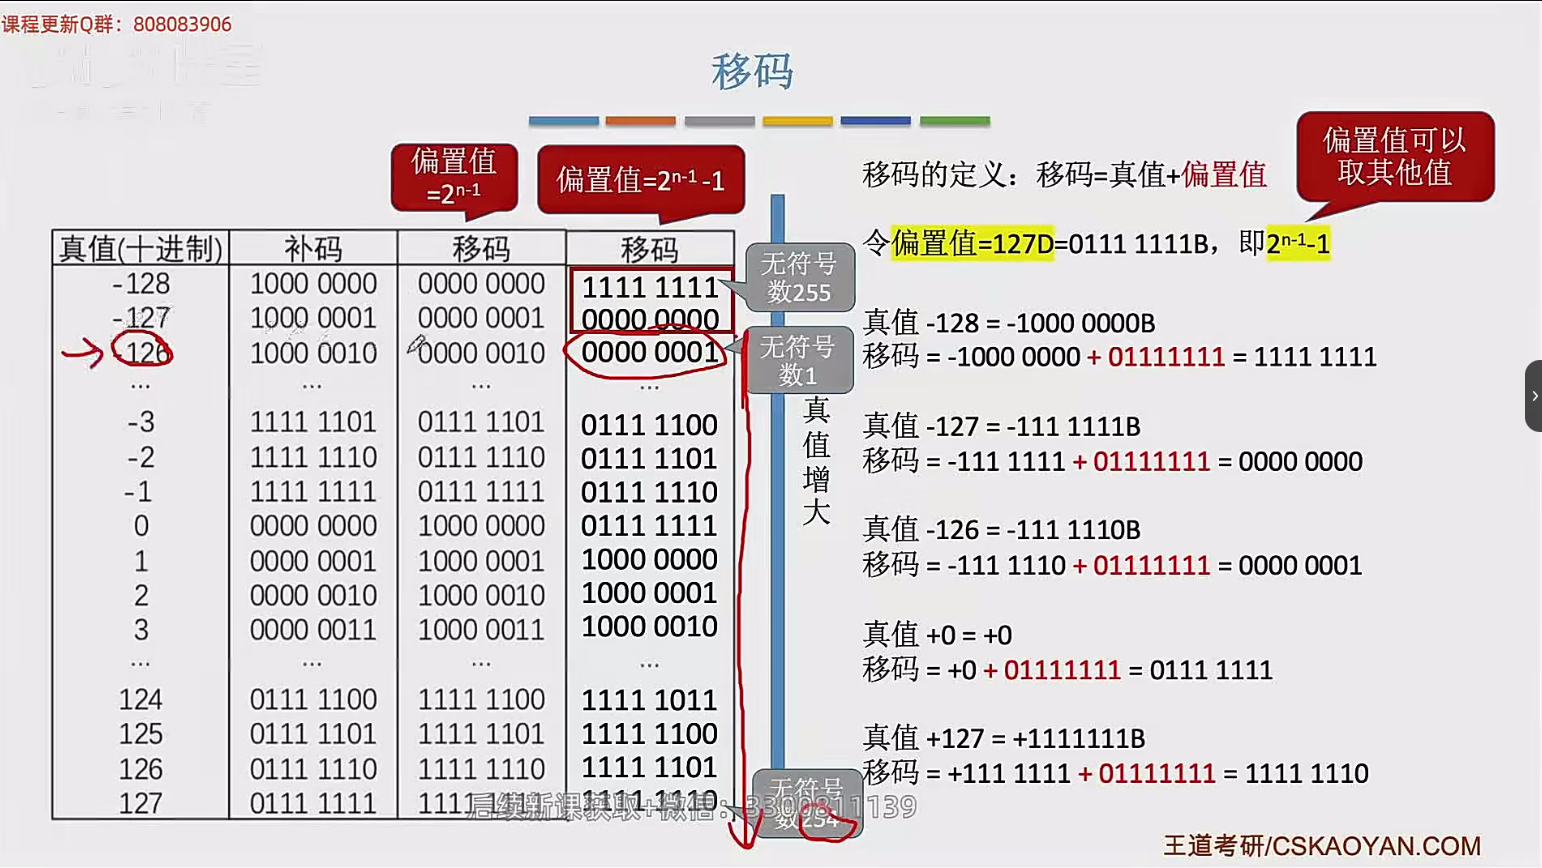 课程更新Q群：808083906
移码
偏置值
=2ⁿ⁻¹
偏置值=2ⁿ⁻¹ -1
真值(十进制) 补码 移码 移码
-128 1000 0000 0000 0000 1111 1111
-127 1000 0001 0000 0001 0000 0000
-126 1000 0010 0000 0010 0000 0001
... ... ... ...
-3 1111 1101 0111 1101 0111 1100
-2 1111 1110 0111 1110 0111 1101
-1 1111 1111 0111 1111 0111 1110
0 0000 0000 1000 0000 0111 1111
1 0000 0001 1000 0001 1000 0000
2 0000 0010 1000 0010 1000 0001
3 0000 0011 1000 0011 1000 0010
... ... ... ...
124 0111 1100 1111 1100 1111 1011
125 0111 1101 1111 1101 1111 1100
126 0111 1110 1111 1110 1111 1101
127 0111 1111 1111 1110
无符号
数255
无符号
数1
真
值
增
大
无符号
数254
后续新课获取+微信：3300811139
移码的定义：移码=真值+偏置值
偏置值可以
取其他值
令偏置值=127D=0111 1111B，即2ⁿ⁻¹-1
真值 -128 = -1000 0000B
移码 = -1000 0000 + 01111111 = 1111 1111
真值 -127 = -111 1111B
移码 = -111 1111 + 01111111 = 0000 0000
真值 -126 = -111 1110B
移码 = -111 1110 + 01111111 = 0000 0001
真值 +0 = +0
移码 = +0 + 01111111 = 0111 1111
真值 +127 = +1111111B
移码 = +111 1111 + 01111111 = 1111 1110
王道考研/CSKAOYAN.COM